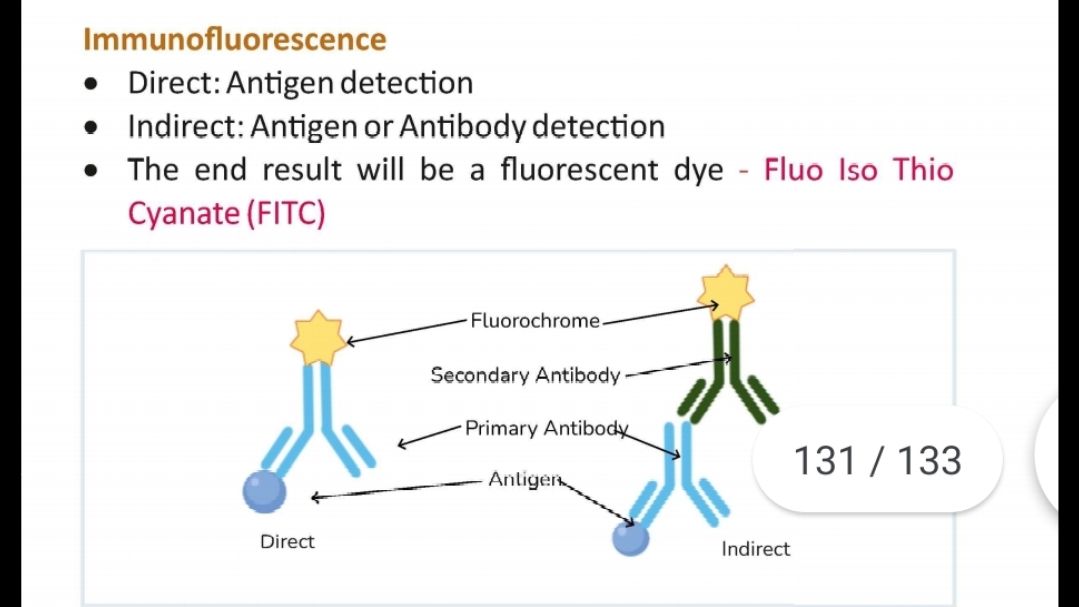 Immunofluorescence
• Direct: Antigen detection
• Indirect: Antigen or Antibody detection
• The end result will be a fluorescent dye - Fluo Iso Thio
Cyanate (FITC)
Fluorochrome
Secondary Antibody
Primary Antibody
Antigen
131 / 133
Direct
Indirect